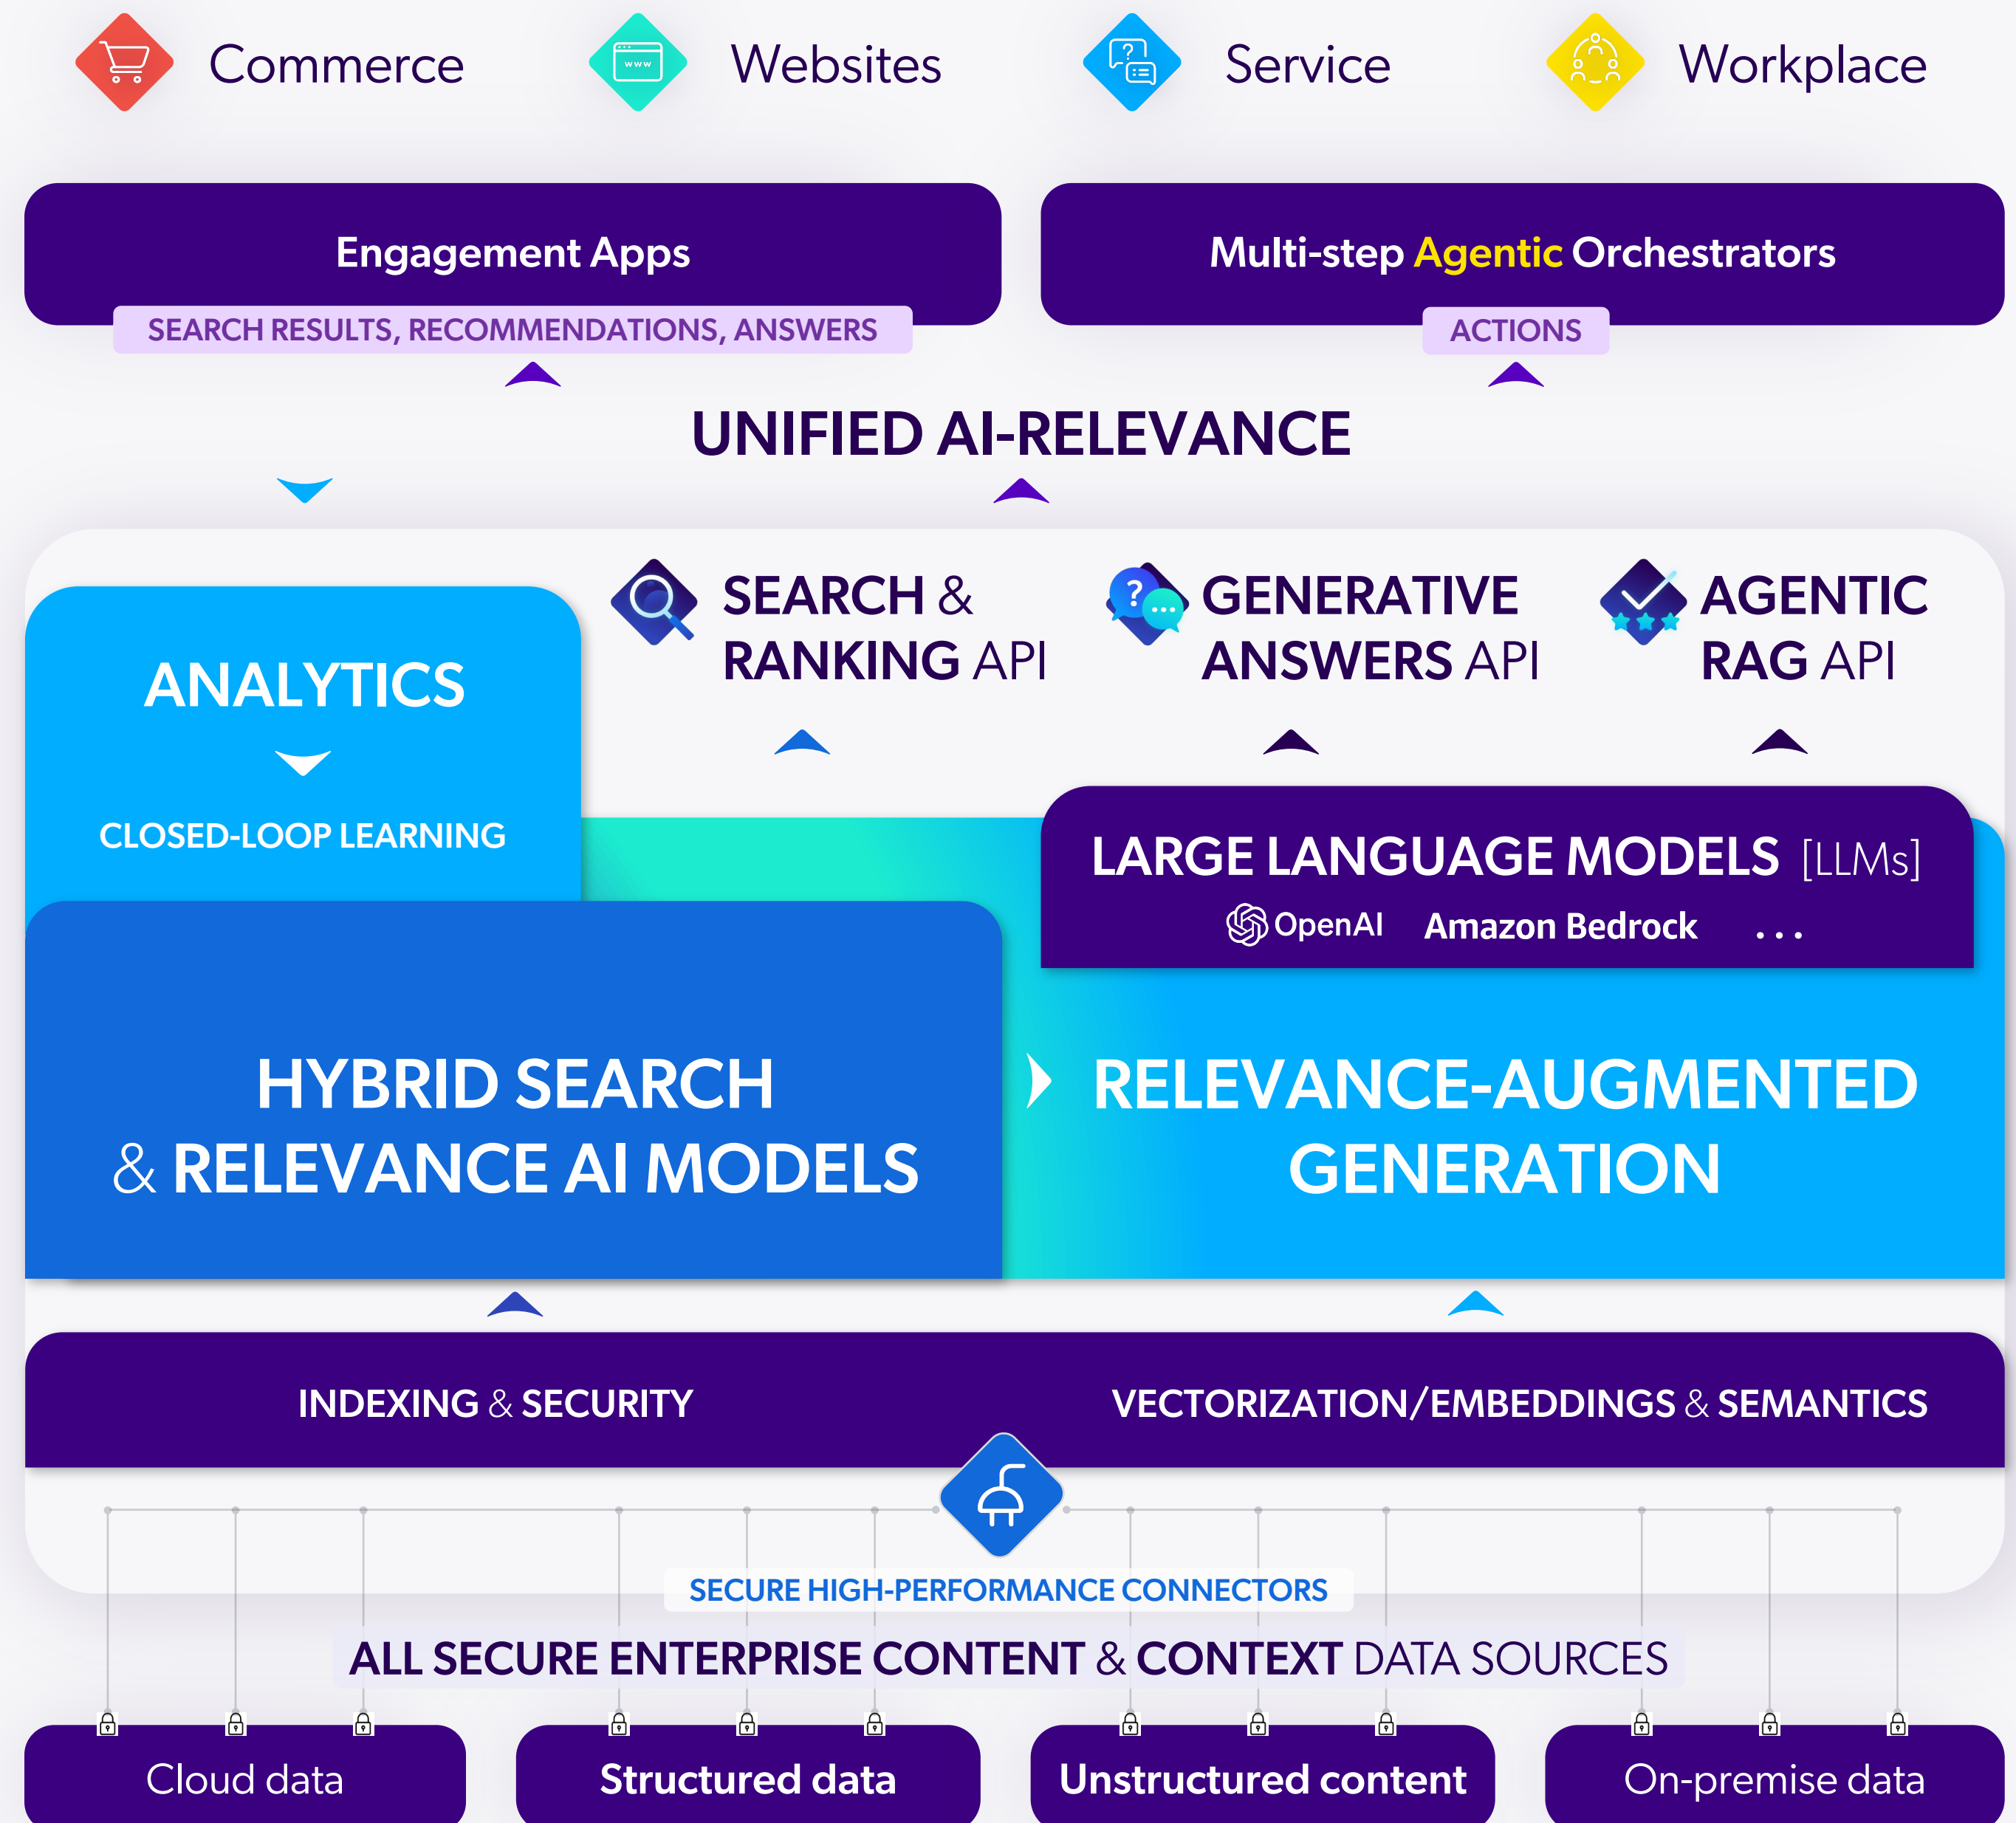 Commerce
www
Websites
?
Service
Workplace
Engagement Apps
SEARCH RESULTS, RECOMMENDATIONS, ANSWERS
Multi-step Agentic Orchestrators
ACTIONS
UNIFIED AI-RELEVANCE
ANALYTICS
CLOSED-LOOP LEARNING
SEARCH &
RANKING API
?
GENERATIVE
ANSWERS API
AGENTIC
RAG API
LARGE LANGUAGE MODELS [LLMs]
OpenAI Amazon Bedrock ...
HYBRID SEARCH
& RELEVANCE AI MODELS
RELEVANCE-AUGMENTED
GENERATION
INDEXING & SECURITY
VECTORIZATION/EMBEDDINGS & SEMANTICS
SECURE HIGH-PERFORMANCE CONNECTORS
ALL SECURE ENTERPRISE CONTENT & CONTEXT DATA SOURCES
Cloud data
Structured data
Unstructured content
On-premise data